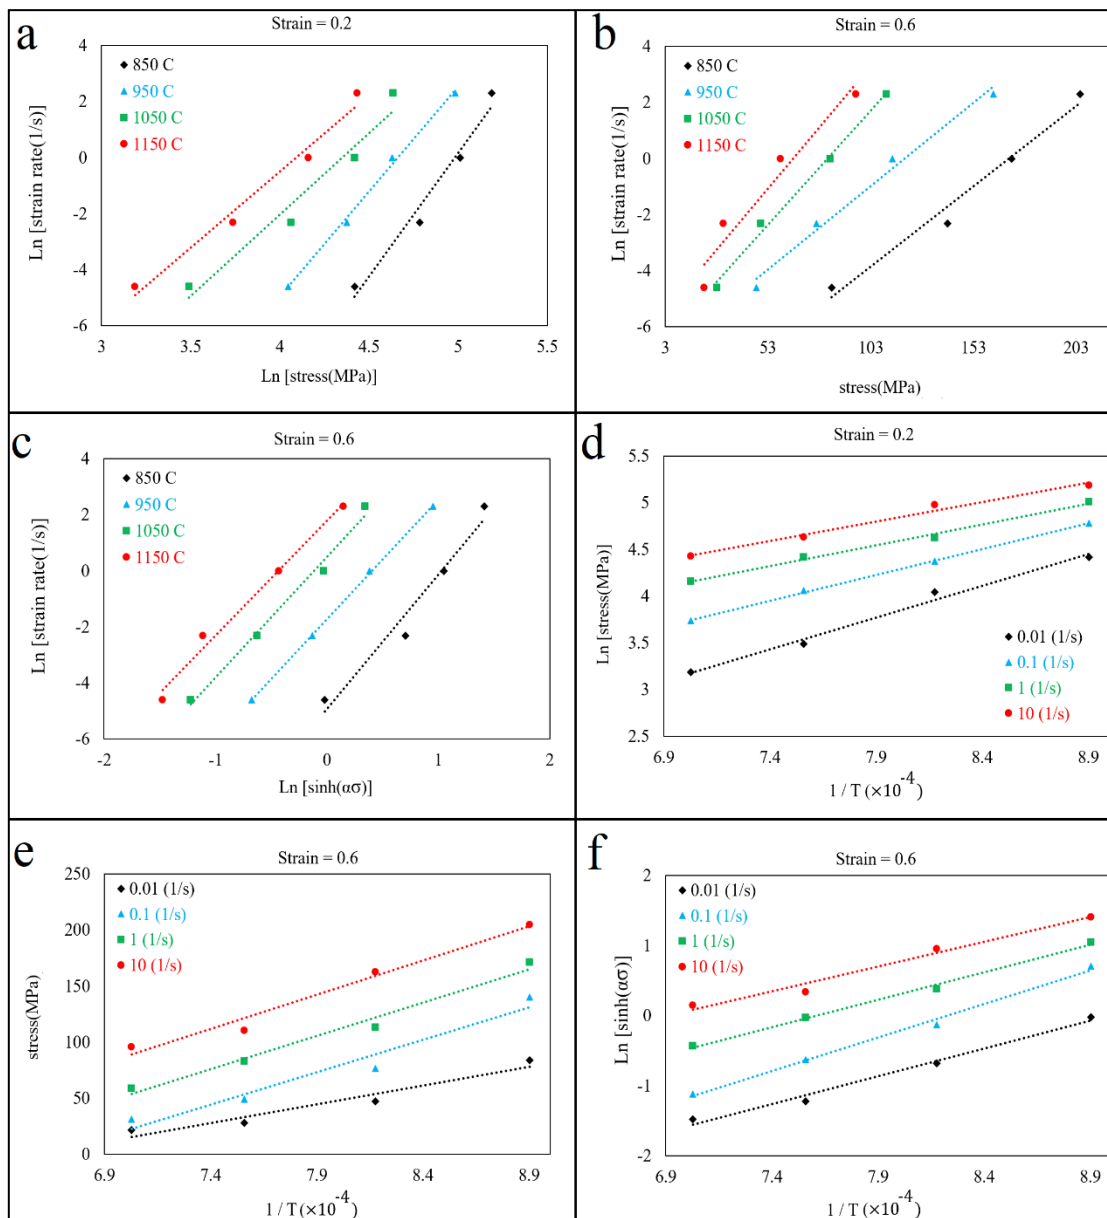 a
Strain = 0.2
850 C
950 C
1050 C
1150 C
Ln [strain rate(1/s)]
4
2
0
-2
-4
-6
3
3.5
4
4.5
5
5.5
Ln [stress(MPa)]
b
Strain = 0.6
850 C
950 C
1050 C
1150 C
Ln [strain rate(1/s)]
4
2
0
-2
-4
-6
3
53
103
153
203
stress(MPa)
c
Strain = 0.6
850 C
950 C
1050 C
1150 C
Ln [strain rate(1/s)]
4
2
0
-2
-4
-6
-1
0
1
2
Ln [sinh(ασ)]
d
Strain = 0.2
Ln [stress(MPa)]
5.5
5
4.5
4
3.5
3
2.5
0.01 (1/s)
0.1 (1/s)
1 (1/s)
10 (1/s)
6.9
7.4
7.9
8.4
8.9
1 / T (×10⁻⁴)
e
Strain = 0.6
0.01 (1/s)
0.1 (1/s)
1 (1/s)
10 (1/s)
stress(MPa)
250
200
150
100
50
0
6.9
7.4
7.9
8.4
8.9
1 / T (×10⁻⁴)
f
Strain = 0.6
0.01 (1/s)
0.1 (1/s)
1 (1/s)
10 (1/s)
Ln [sinh(ασ)]
2
1
0
-1
-2
6.9
7.4
7.9
8.4
8.9
1 / T (×10⁻⁴)